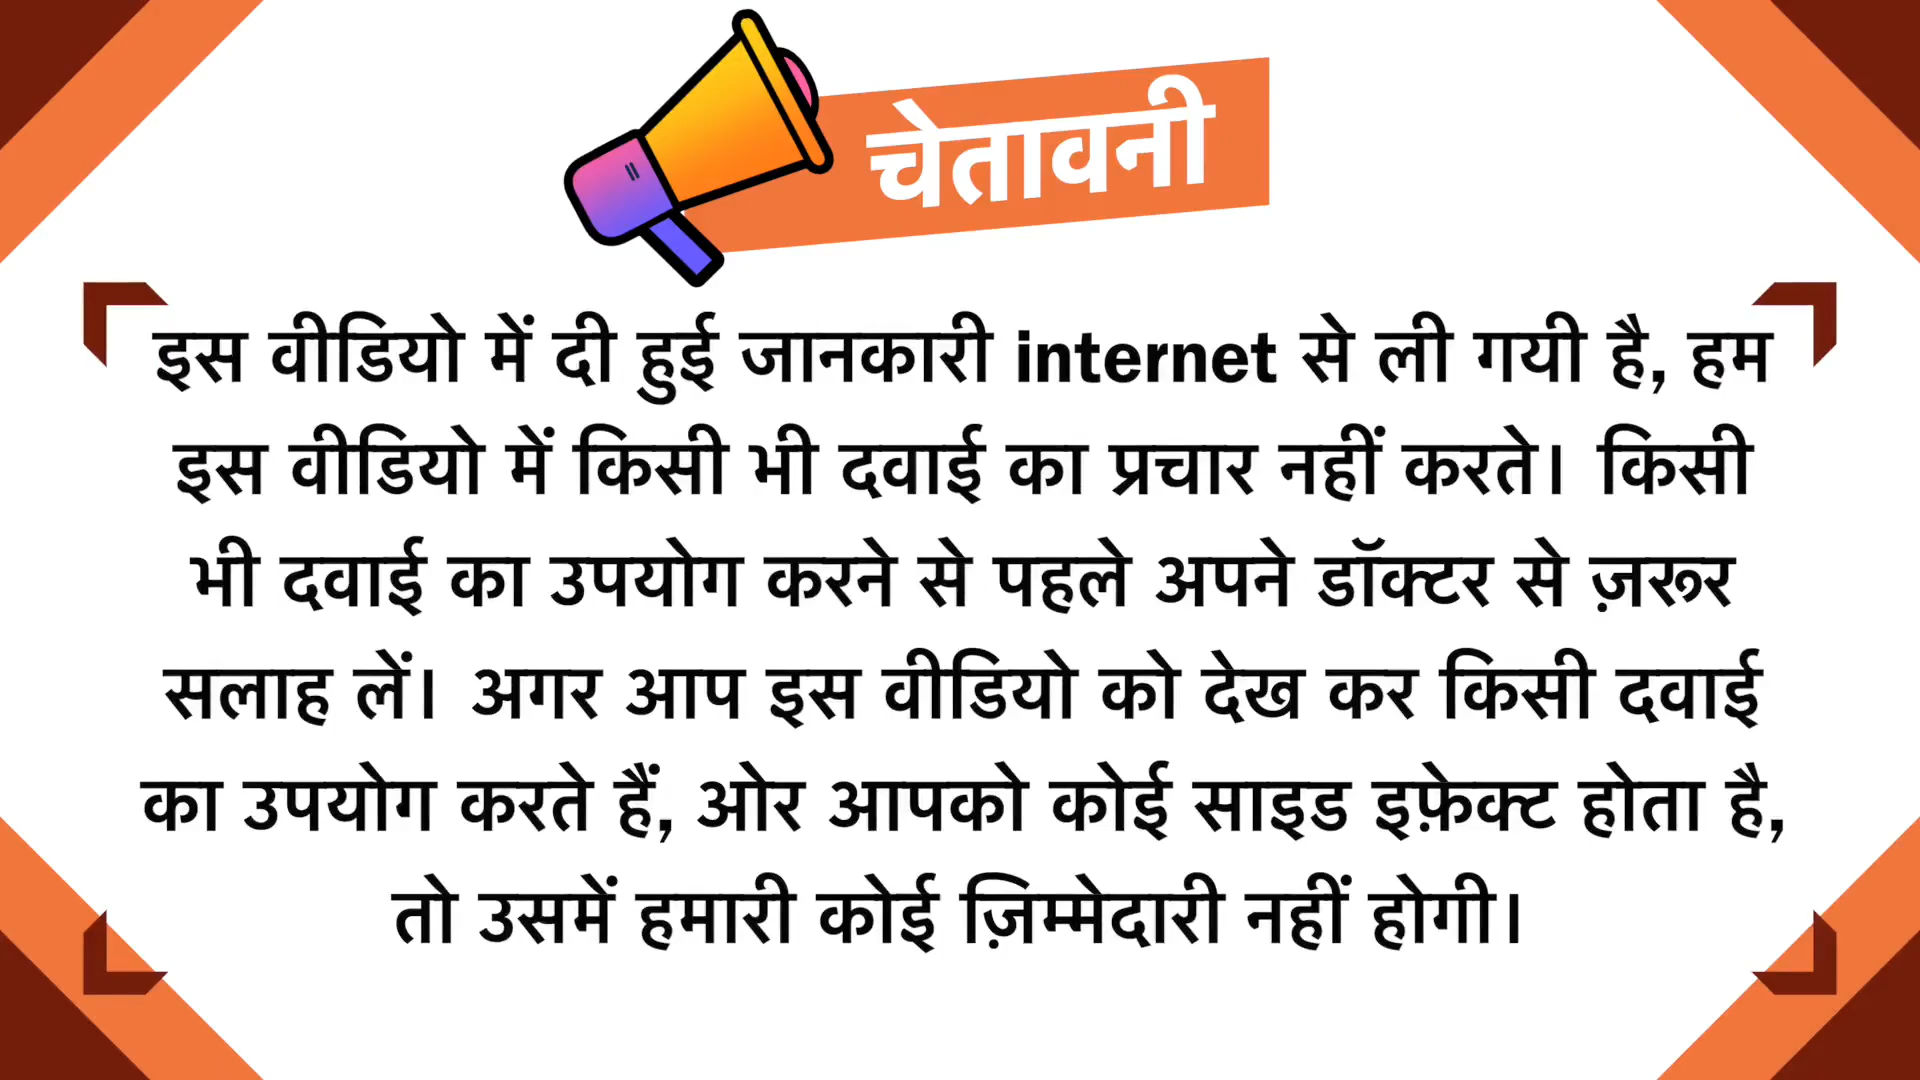 चेतावनी
इस वीडियो में दी हुई जानकारी internet से ली गयी है, हम
इस वीडियो में किसी भी दवाई का प्रचार नहीं करते। किसी
भी दवाई का उपयोग करने से पहले अपने डॉक्टर से ज़रूर
सलाह लें। अगर आप इस वीडियो को देख कर किसी दवाई
का उपयोग करते हैं, ओर आपको कोई साइड इफ़ेक्ट होता है,
तो उसमें हमारी कोई ज़िम्मेदारी नहीं होगी।